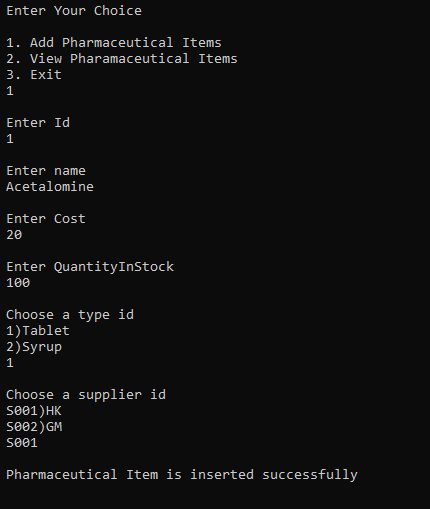 Enter Your Choice
1. Add Pharmaceutical Items
2. View Pharamaceutical Items
3. Exit
1
Enter Id
1
Enter name
Acetalomine
Enter Cost
20
Enter QuantityInStock
100
Choose a type id
1)Tablet
2)Syrup
1
Choose a supplier id
S001)HK
S002)GM
S001
Pharmaceutical Item is inserted successfully